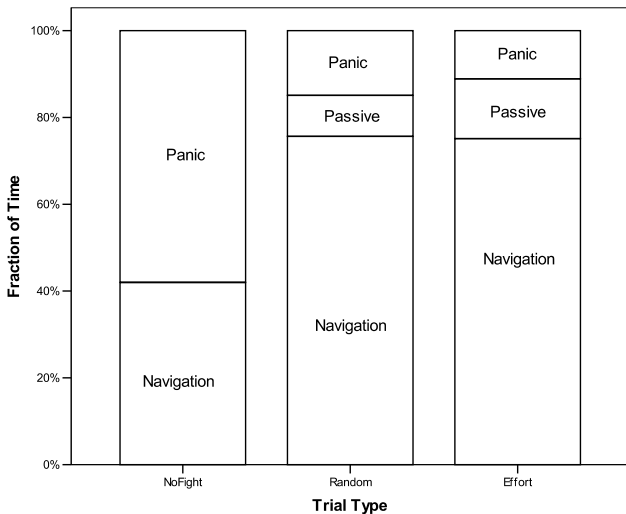 Fraction of Time
100%
80%
60%
40%
20%
0%
Panic
Navigation
Panic
Passive
Navigation
Panic
Passive
Navigation
NoFight
Random
Effort
Trial Type